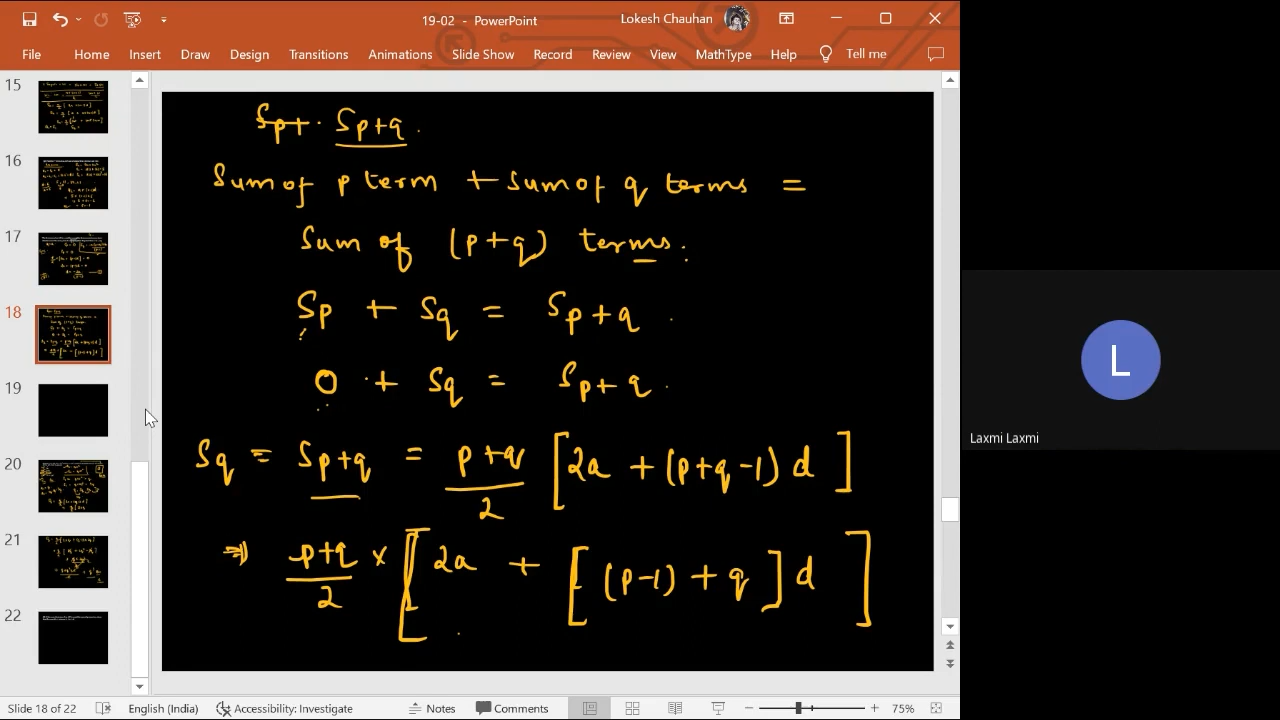 19-02 - PowerPoint
Lokesh Chauhan
File Home Insert Draw Design Transitions Animations Slide Show Record Review View MathType Help Tell me
15
16
17
18
19
20
21
22
Sp+ . Sp+q .
Sum of p term + Sum of q terms =
Sum of (p+q) terms .
Sp + Sq = Sp+q .
0 + Sq = Sp+q .
Sq = Sp+q = p+q/2 [2a + (p+q-1) d]
⇒ p+q/2 × [2a + [(p-1) + q] d]
L
Laxmi Laxmi
Slide 18 of 22 English (India) Accessibility: Investigate Notes Comments 75%